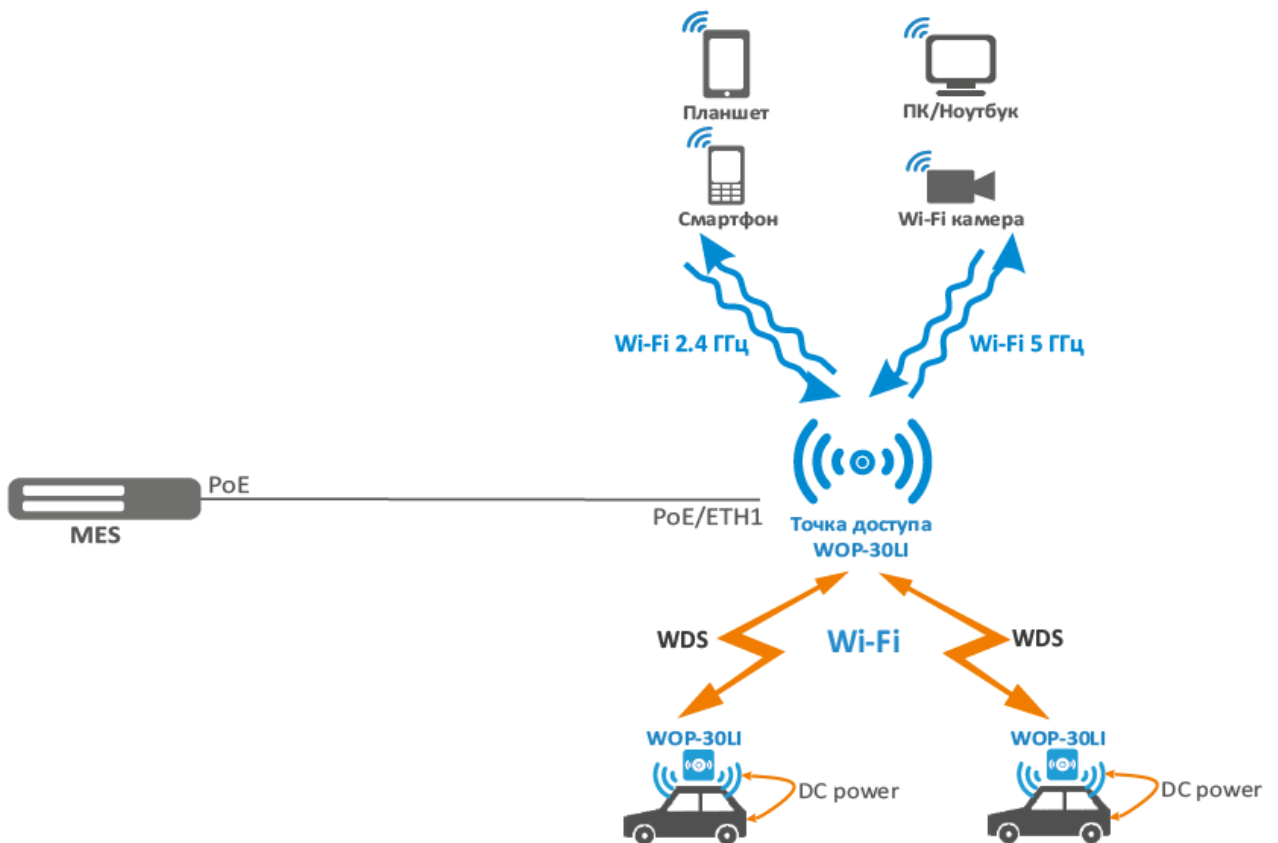 Планшет
ПК/Ноутбук
Смартфон
Wi-Fi камера
Wi-Fi 2.4 ГГц
Wi-Fi 5 ГГц
PoE
MES
PoE/ETH1
Точка доступа
WOP-30LI
WDS
Wi-Fi
WDS
WOP-30LI
WOP-30LI
DC power
DC power